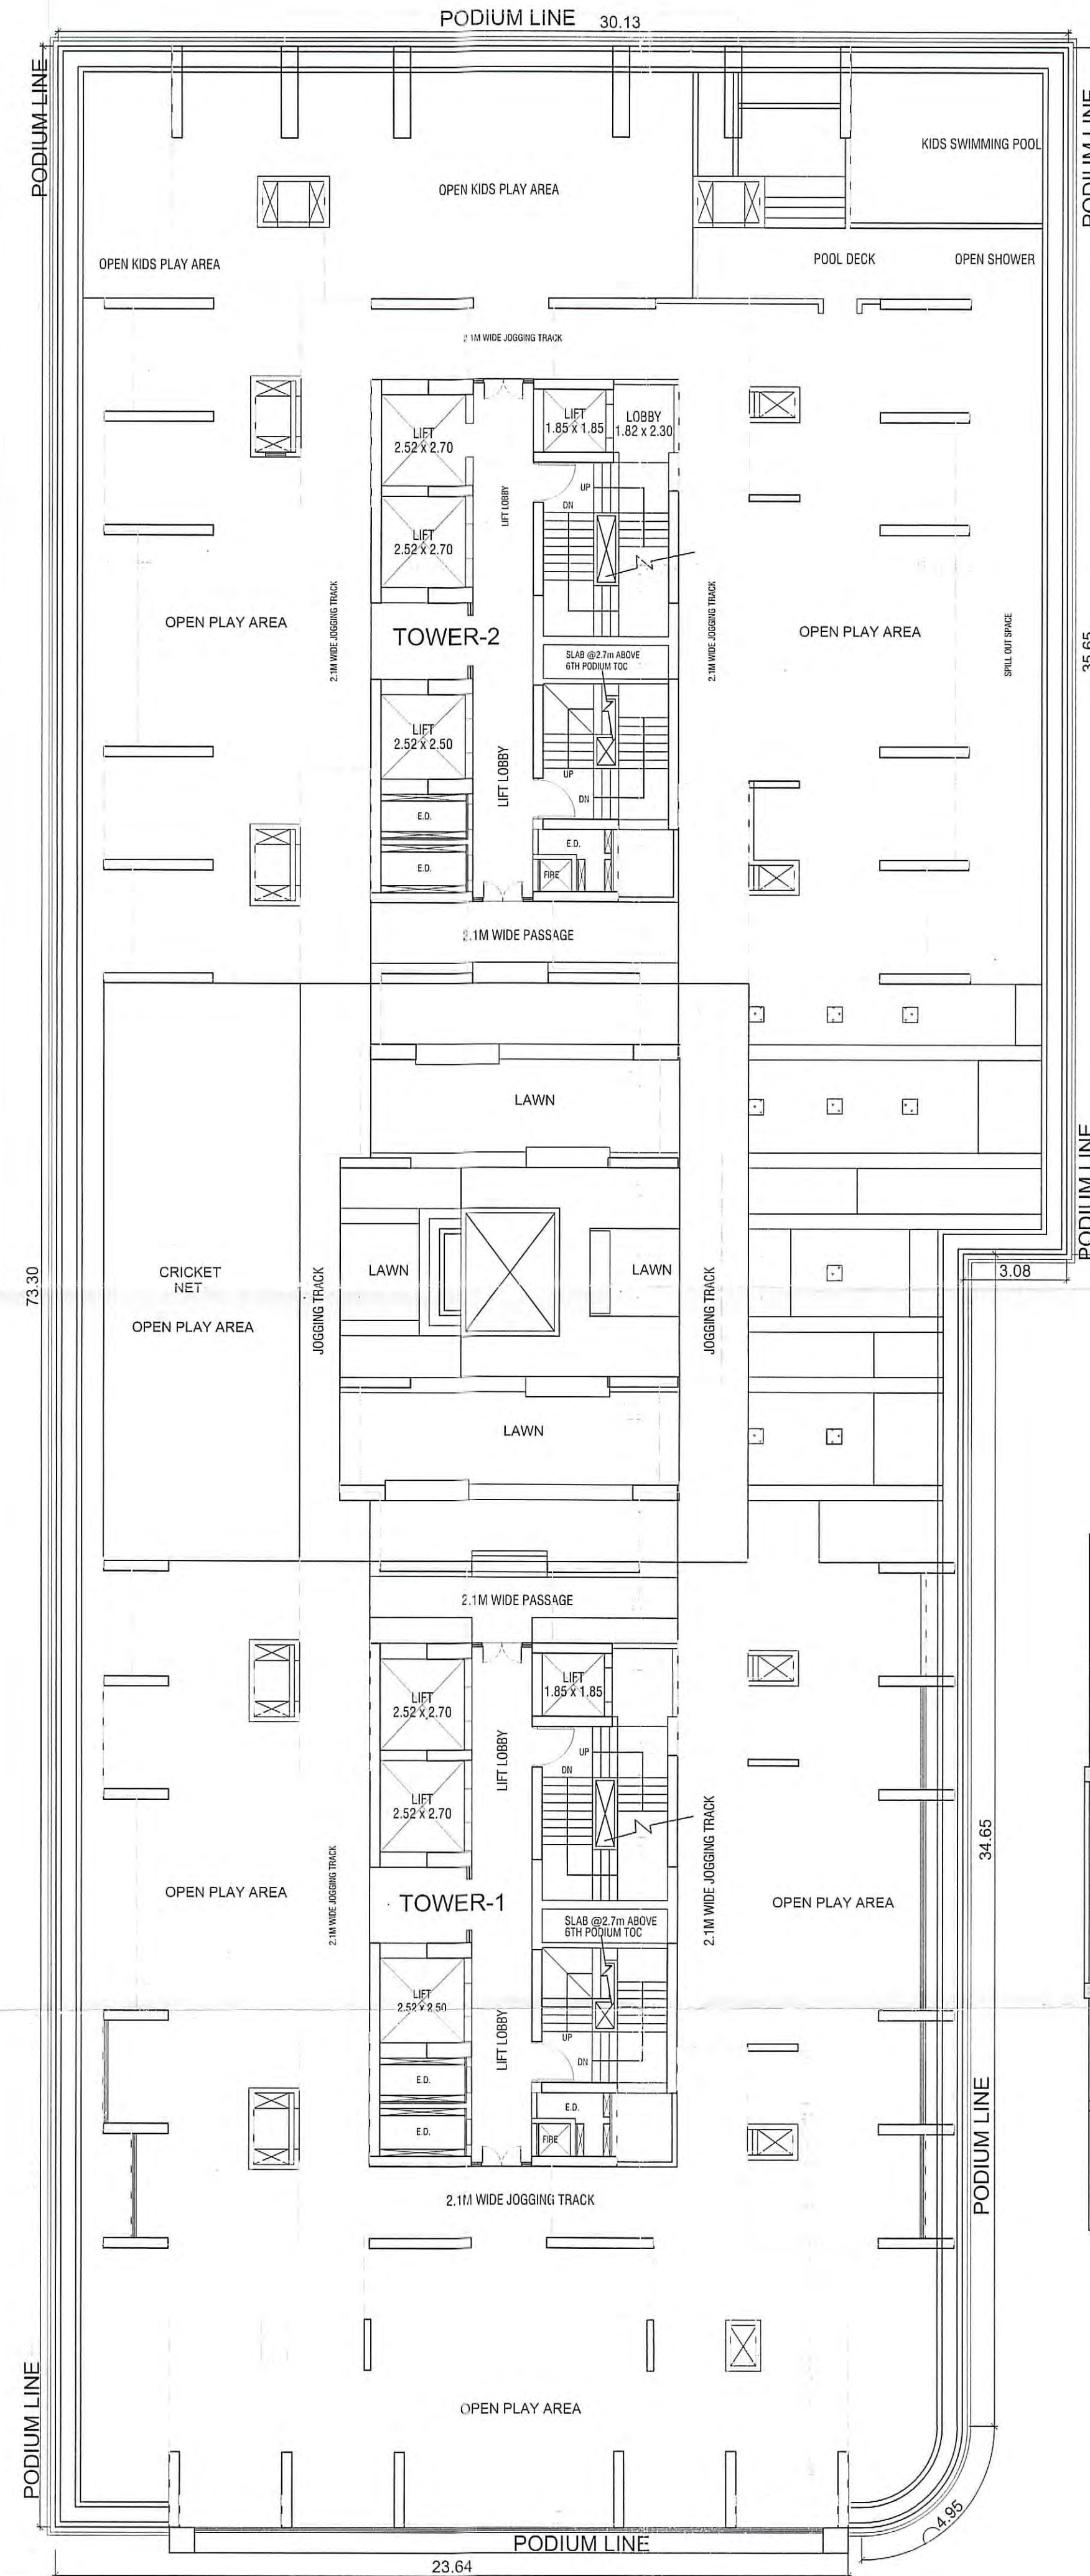 PODIUM LINE 30.13
PODIUM LINE
PODIUM LINE
KIDS SWIMMING POOL
OPEN KIDS PLAY AREA
OPEN KIDS PLAY AREA
POOL DECK
OPEN SHOWER
2.1M WIDE JOGGING TRACK
LIFT
2.52 x 2.70
LIFT
1.85 x 1.85
LOBBY
1.82 x 2.30
UP
DN
LIFT LOBBY
LIFT
2.52 x 2.70
2.1M WIDE JOGGING TRACK
2.1M WIDE JOGGING TRACK
OPEN PLAY AREA
TOWER-2
OPEN PLAY AREA
SPILL OUT SPACE
35.65
SLAB @2.7m ABOVE
6TH PODIUM TOC
LIFT
2.52 x 2.50
LIFT LOBBY
UP
DN
E.D.
E.D.
E.D.
FIRE
2.1M WIDE PASSAGE
LAWN
PODIUM LINE
73.30
CRICKET
NET
OPEN PLAY AREA
JOGGING TRACK
LAWN
LAWN
JOGGING TRACK
3.08
LAWN
2.1M WIDE PASSAGE
LIFT
2.52 x 2.70
LIFT
1.85 x 1.85
LIFT LOBBY
UP
DN
LIFT
2.52 x 2.70
2.1M WIDE JOGGING TRACK
2.1M WIDE JOGGING TRACK
34.65
OPEN PLAY AREA
TOWER-1
OPEN PLAY AREA
SLAB @2.7m ABOVE
6TH PODIUM TOC
LIFT
2.52 x 2.50
LIFT LOBBY
UP
DN
E.D.
E.D.
E.D.
FIRE
PODIUM LINE
2.1M WIDE JOGGING TRACK
PODIUM LINE
OPEN PLAY AREA
4.95
PODIUM LINE
23.64